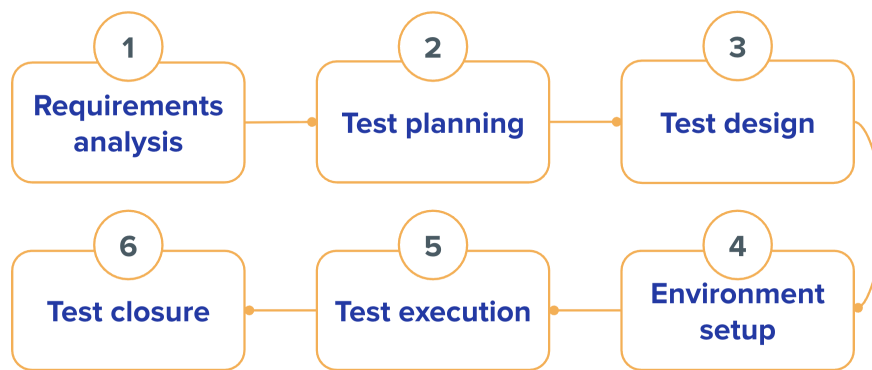 1
Requirements
analysis
2
Test planning
3
Test design
4
Environment
setup
5
Test execution
6
Test closure